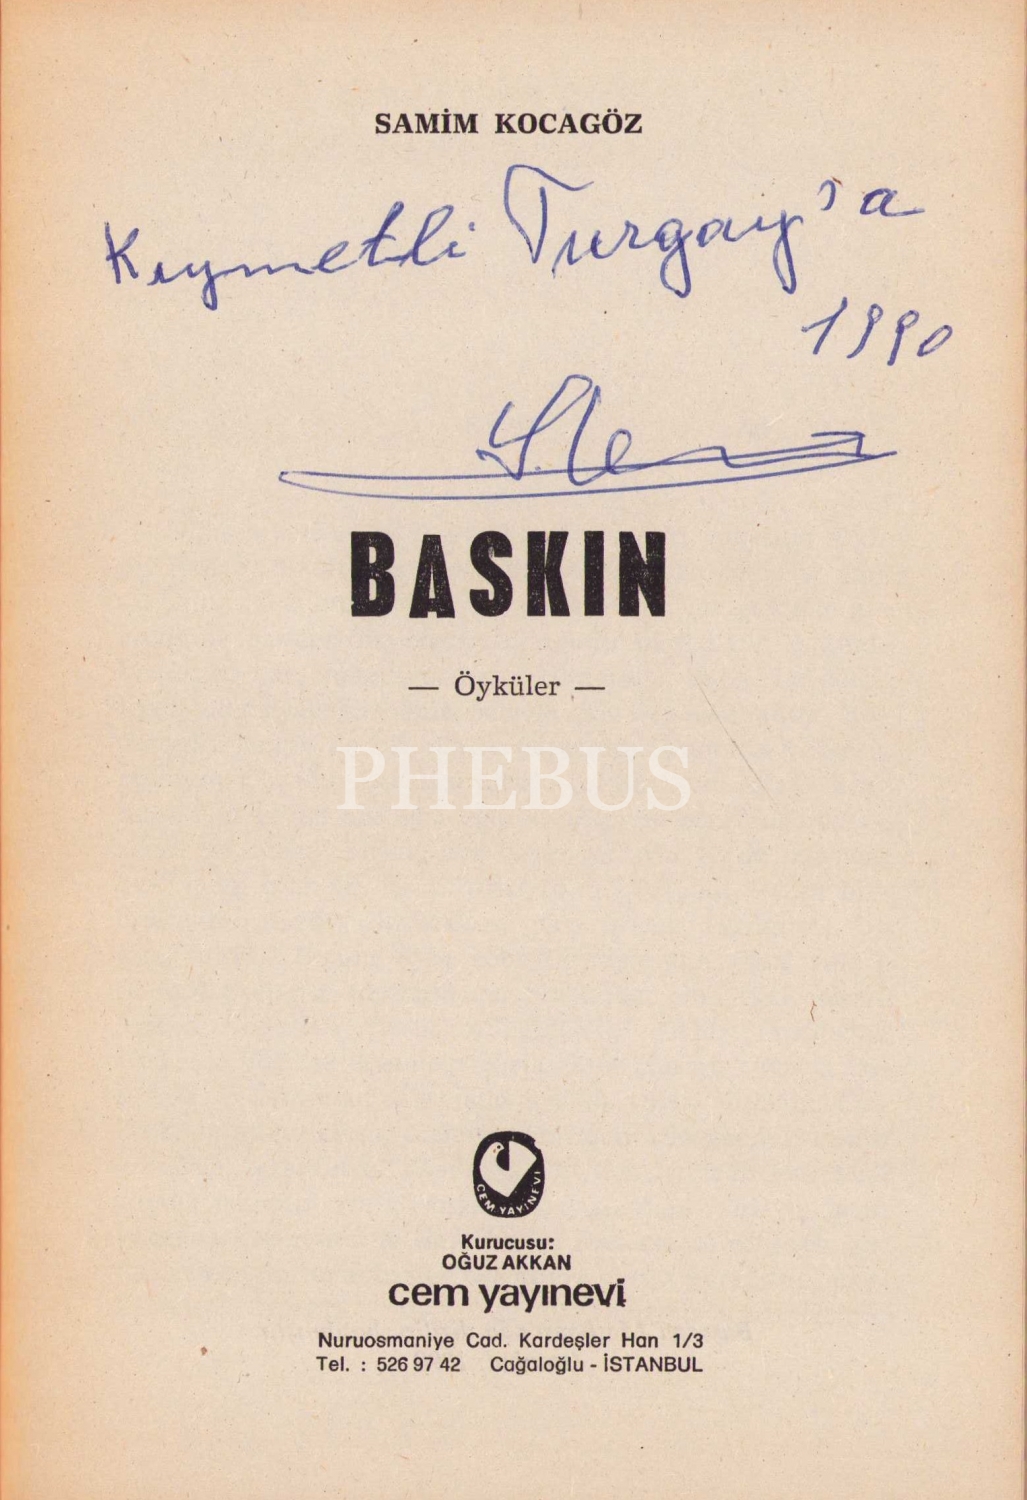 SAMİM KOCAGÖZ
Kıymetli Turgay'a
1990
BASKIN
— Öyküler —
PHEBUS
CEM YAYINEVİ
Kurucusu:
OĞUZ AKKAN
cem yayınevi
Nuruosmaniye Cad. Kardeşler Han 1/3
Tel. : 526 97 42 Cağaloğlu - İSTANBUL